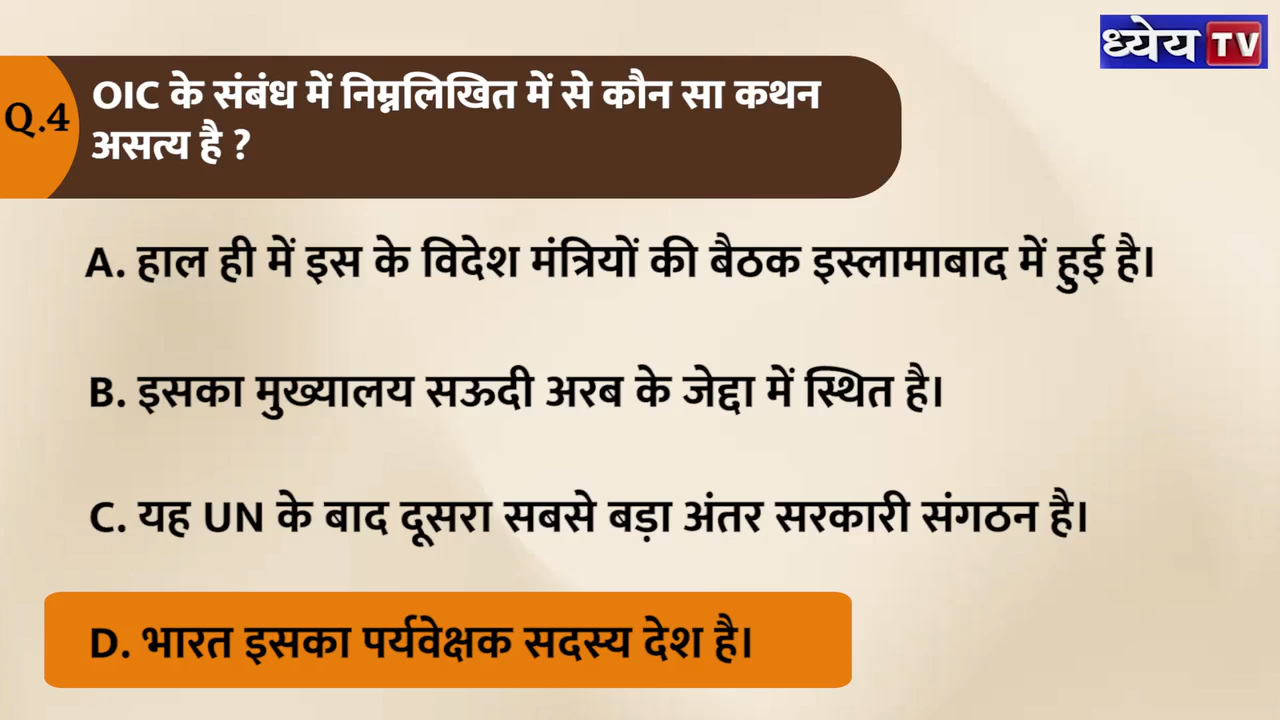 ध्येय TV
Q.4
OIC के संबंध में निम्नलिखित में से कौन सा कथन
असत्य है ?
A. हाल ही में इस के विदेश मंत्रियों की बैठक इस्लामाबाद में हुई है।
B. इसका मुख्यालय सऊदी अरब के जेद्दा में स्थित है।
C. यह UN के बाद दूसरा सबसे बड़ा अंतर सरकारी संगठन है।
D. भारत इसका पर्यवेक्षक सदस्य देश है।